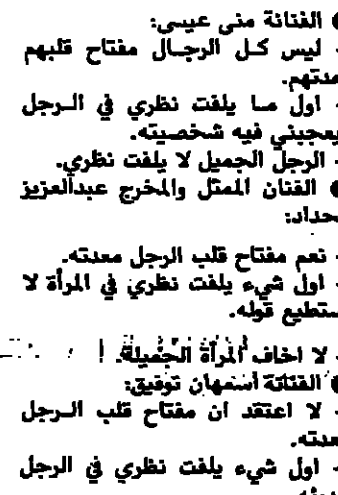 ● الفنانة منى عيسى:
- ليس كل الرجال مفتاح قلبهم
معدتهم.
- اول ما يلفت نظري في الرجل
ويعجبني فيه شخصيته.
- الرجل الجميل لا يلفت نظري.
● الفنان الممثل والمخرج عبدالعزيز
الحداد:
- نعم مفتاح قلب الرجل معدته.
- اول شيء يلفت نظري في المرأة لا
استطيع قوله.
- لا اخاف المرأة الجميلة. !
● الفنانة أسمهان توفيق:
- لا اعتقد ان مفتاح قلب الرجل
معدته.
- اول شيء يلفت نظري في الرجل